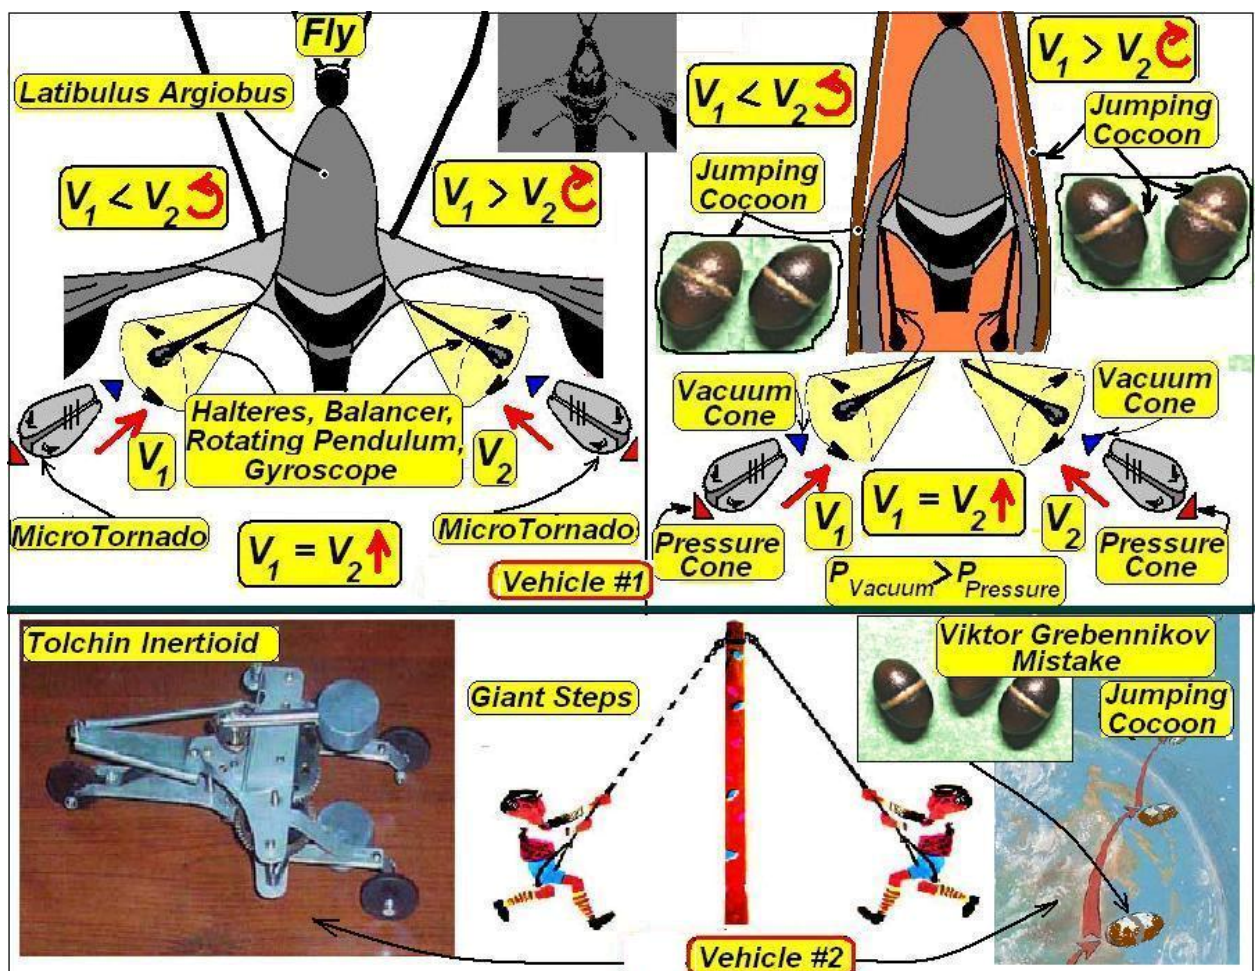 Fly
Latibulus Argiobus
V1 < V2
V1 > V2
Halteres, Balancer,
Rotating Pendulum,
Gyroscope
V1
V2
MicroTornado
MicroTornado
V1 = V2
Vehicle #1
V1 < V2
V1 > V2
Jumping
Cocoon
Jumping
Cocoon
Vacuum
Cone
Vacuum
Cone
V1
V1 = V2
V2
Pressure
Cone
Pressure
Cone
PVacuum > PPressure
Tolchin Inertioid
Giant Steps
Viktor Grebennikov
Mistake
Jumping
Cocoon
Vehicle #2